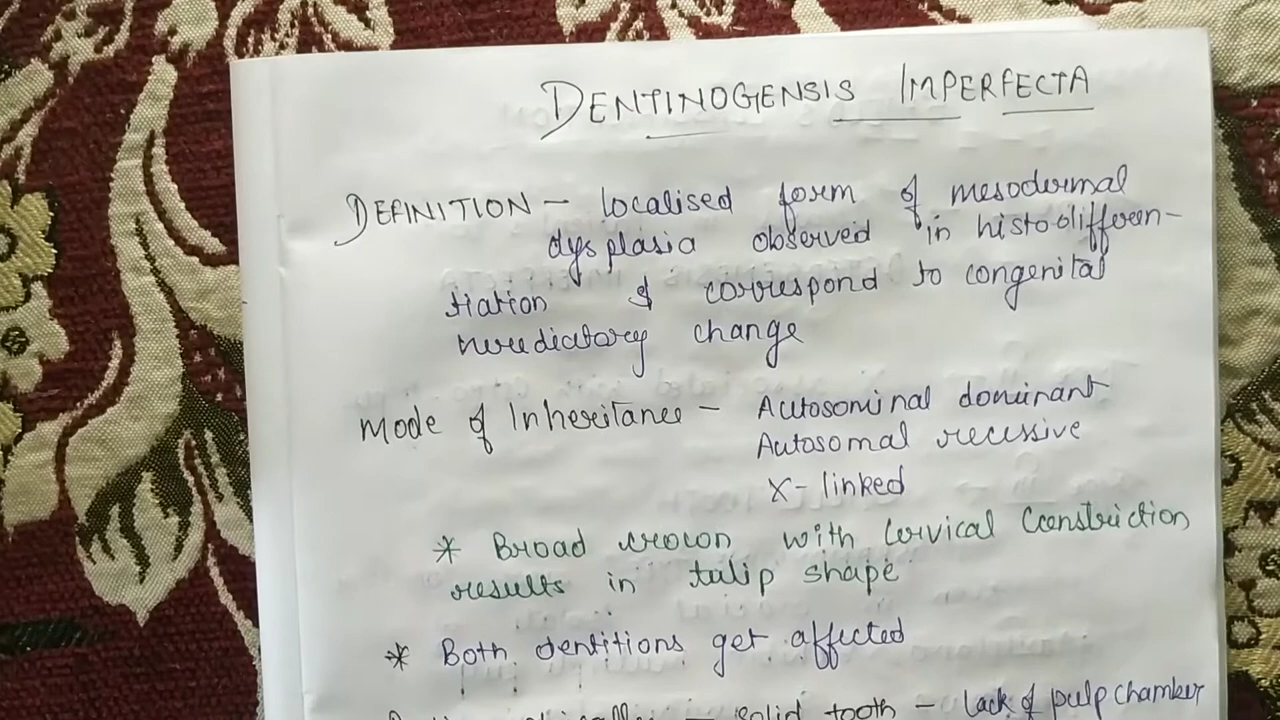 DENTINOGENSIS IMPERFECTA
DEFINITION - localised form of mesodermal
dysplasia observed in histodifferen-
tiation & correspond to congenital
herediatory change
Mode of Inheritance - Autosominal dominant
Autosomal recessive
X-linked
* Broad crown with Cervical Constriction
results in tulip shape
* Both dentitions get affected
- solid tooth - lack of pulp chamber